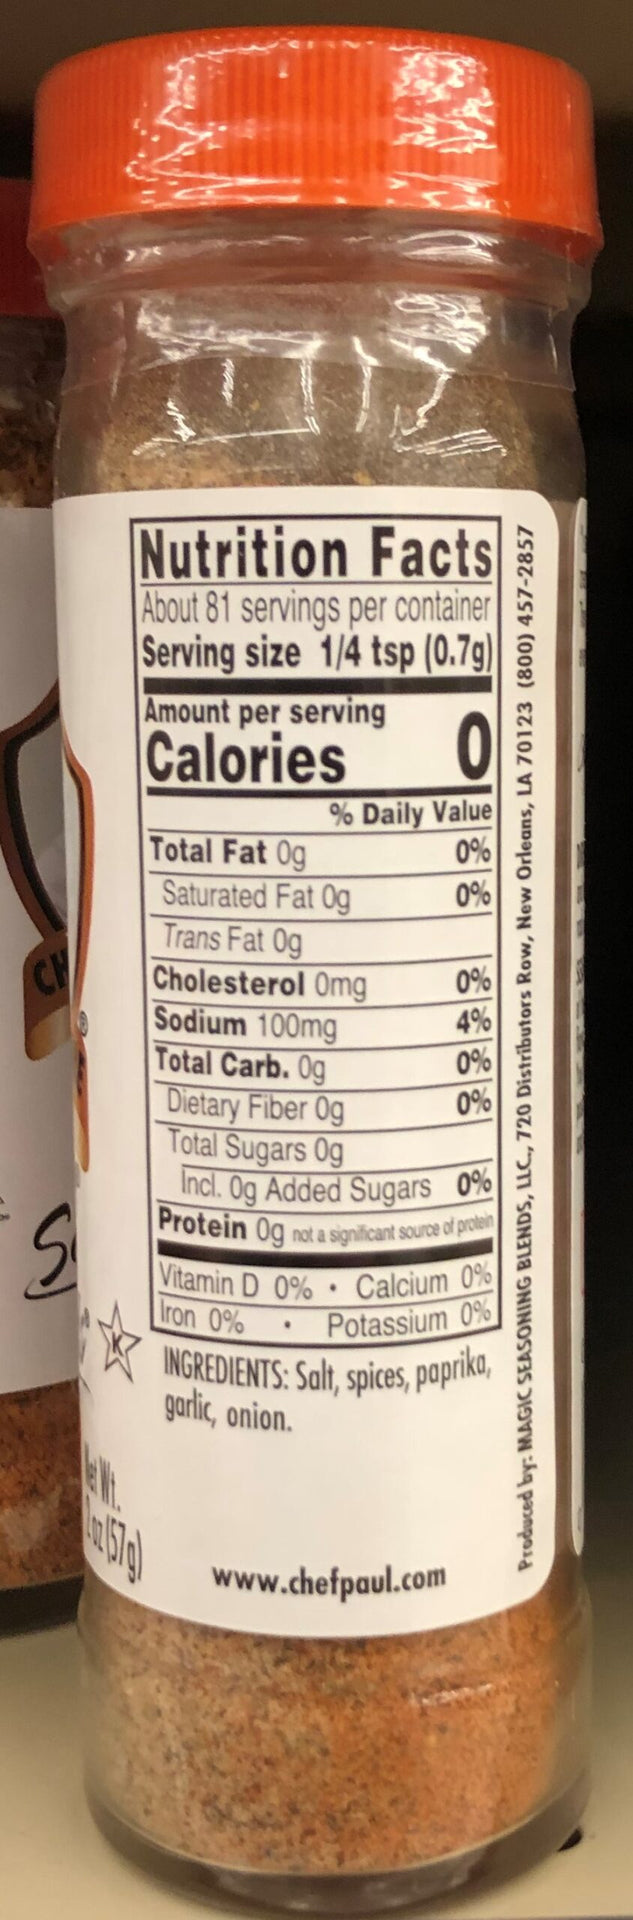 Nutrition Facts
About 81 servings per container
Serving size 1/4 tsp (0.7g)
Amount per serving
Calories 0
% Daily Value
Total Fat 0g 0%
Saturated Fat 0g 0%
Trans Fat 0g
Cholesterol 0mg 0%
Sodium 100mg 4%
Total Carb. 0g 0%
Dietary Fiber 0g 0%
Total Sugars 0g
Incl. 0g Added Sugars 0%
Protein 0g not a significant source of protein
Vitamin D 0% • Calcium 0%
Iron 0% • Potassium 0%
INGREDIENTS: Salt, spices, paprika,
garlic, onion.
www.chefpaul.com
Produced by: MAGIC SEASONING BLENDS, LLC., 720 Distributors Row, New Orleans, LA 70123 (800) 457-2857
K
Net Wt.
2 oz (57g)
CH